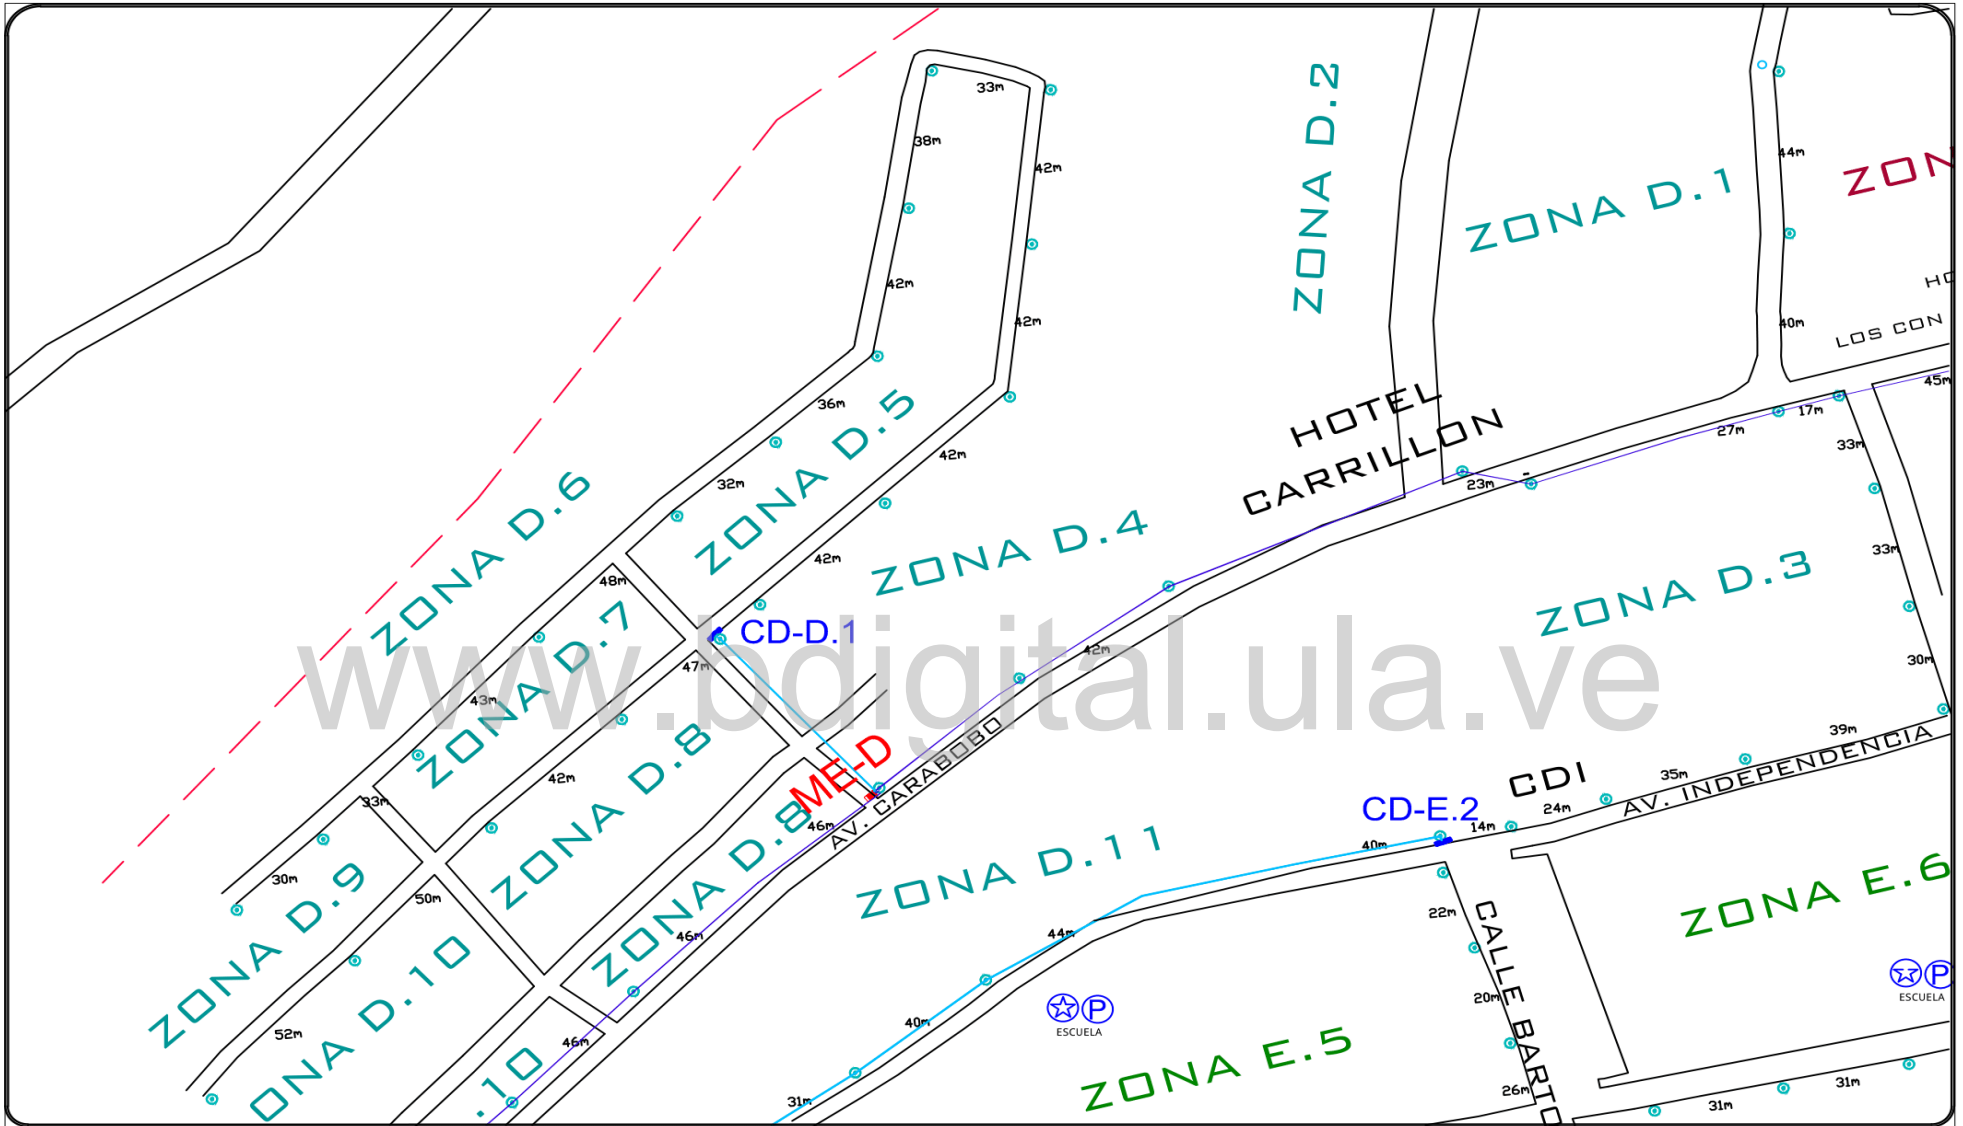 33m
38m
42m
42m
42m
36m
32m
42m
42m
ZONA D.2
ZONA D.1
44m
40m
ZON
LOS CON
45m
17m
27m
33m
23m
HOTEL
CARRILLON
ZONA D.6
ZONA D.5
ZONA D.4
ZONA D.3
33m
30m
48m
ZONA D.7
CD-D.1
47m
43m
42m
www.bdigital.ula.ve
ZONA D.8
42m
33m
ME-D
46m
AV. CARABOBO
ZONA D.8
39m
CDI
35m
AV. INDEPENDENCIA
24m
CD-E.2
14m
40m
ZONA D.11
30m
ZONA D.9
50m
46m
44m
22m
CALLE BARTO
ZONA E.6
52m
ONA D.10
46m
.10
40m
31m
P
ESCUELA
ZONA E.5
20m
26m
P
ESCUELA
31m
31m